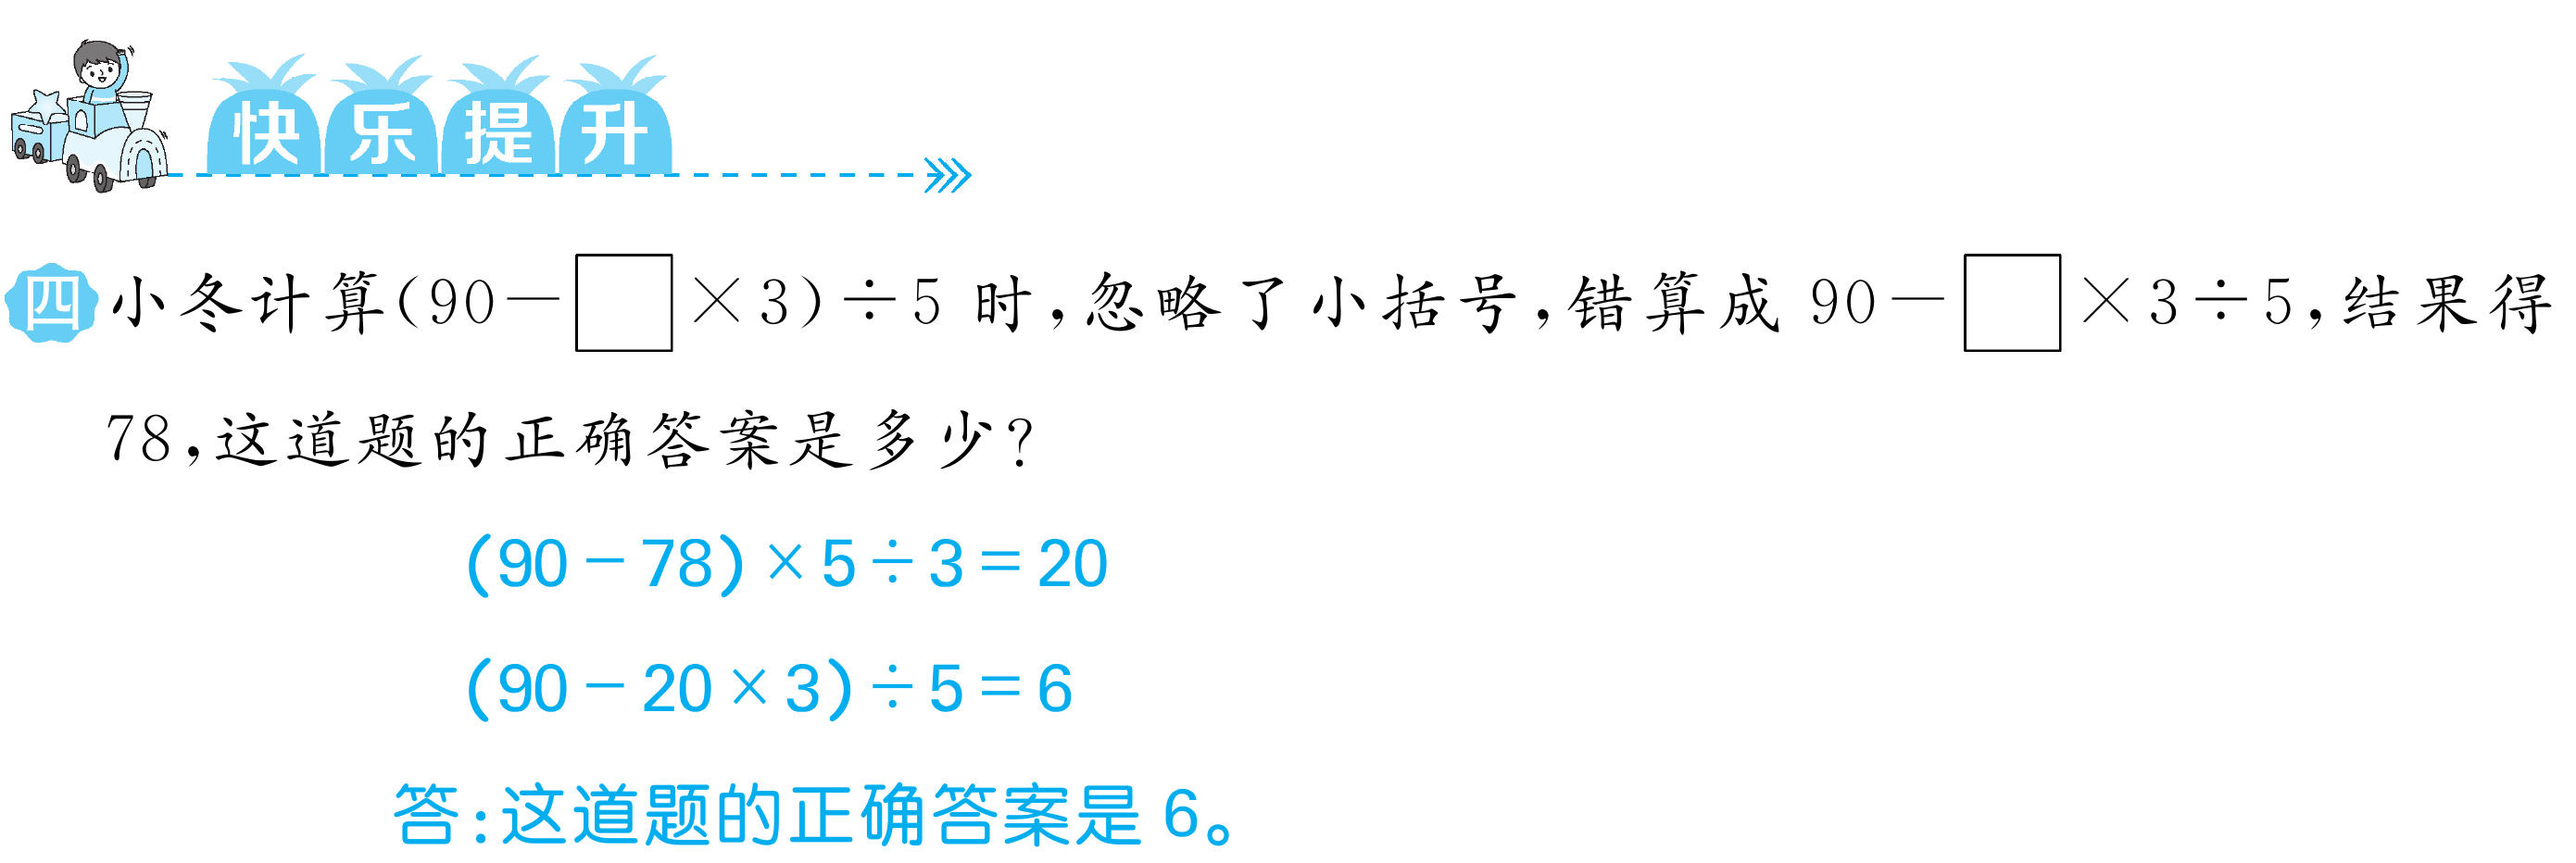 快乐提升
四 小冬计算(90－□×3)÷5 时,忽略了小括号,错算成 90－□×3÷5,结果得
78,这道题的正确答案是多少?
(90－78)×5÷3＝20
(90－20×3)÷5＝6
答:这道题的正确答案是 6。